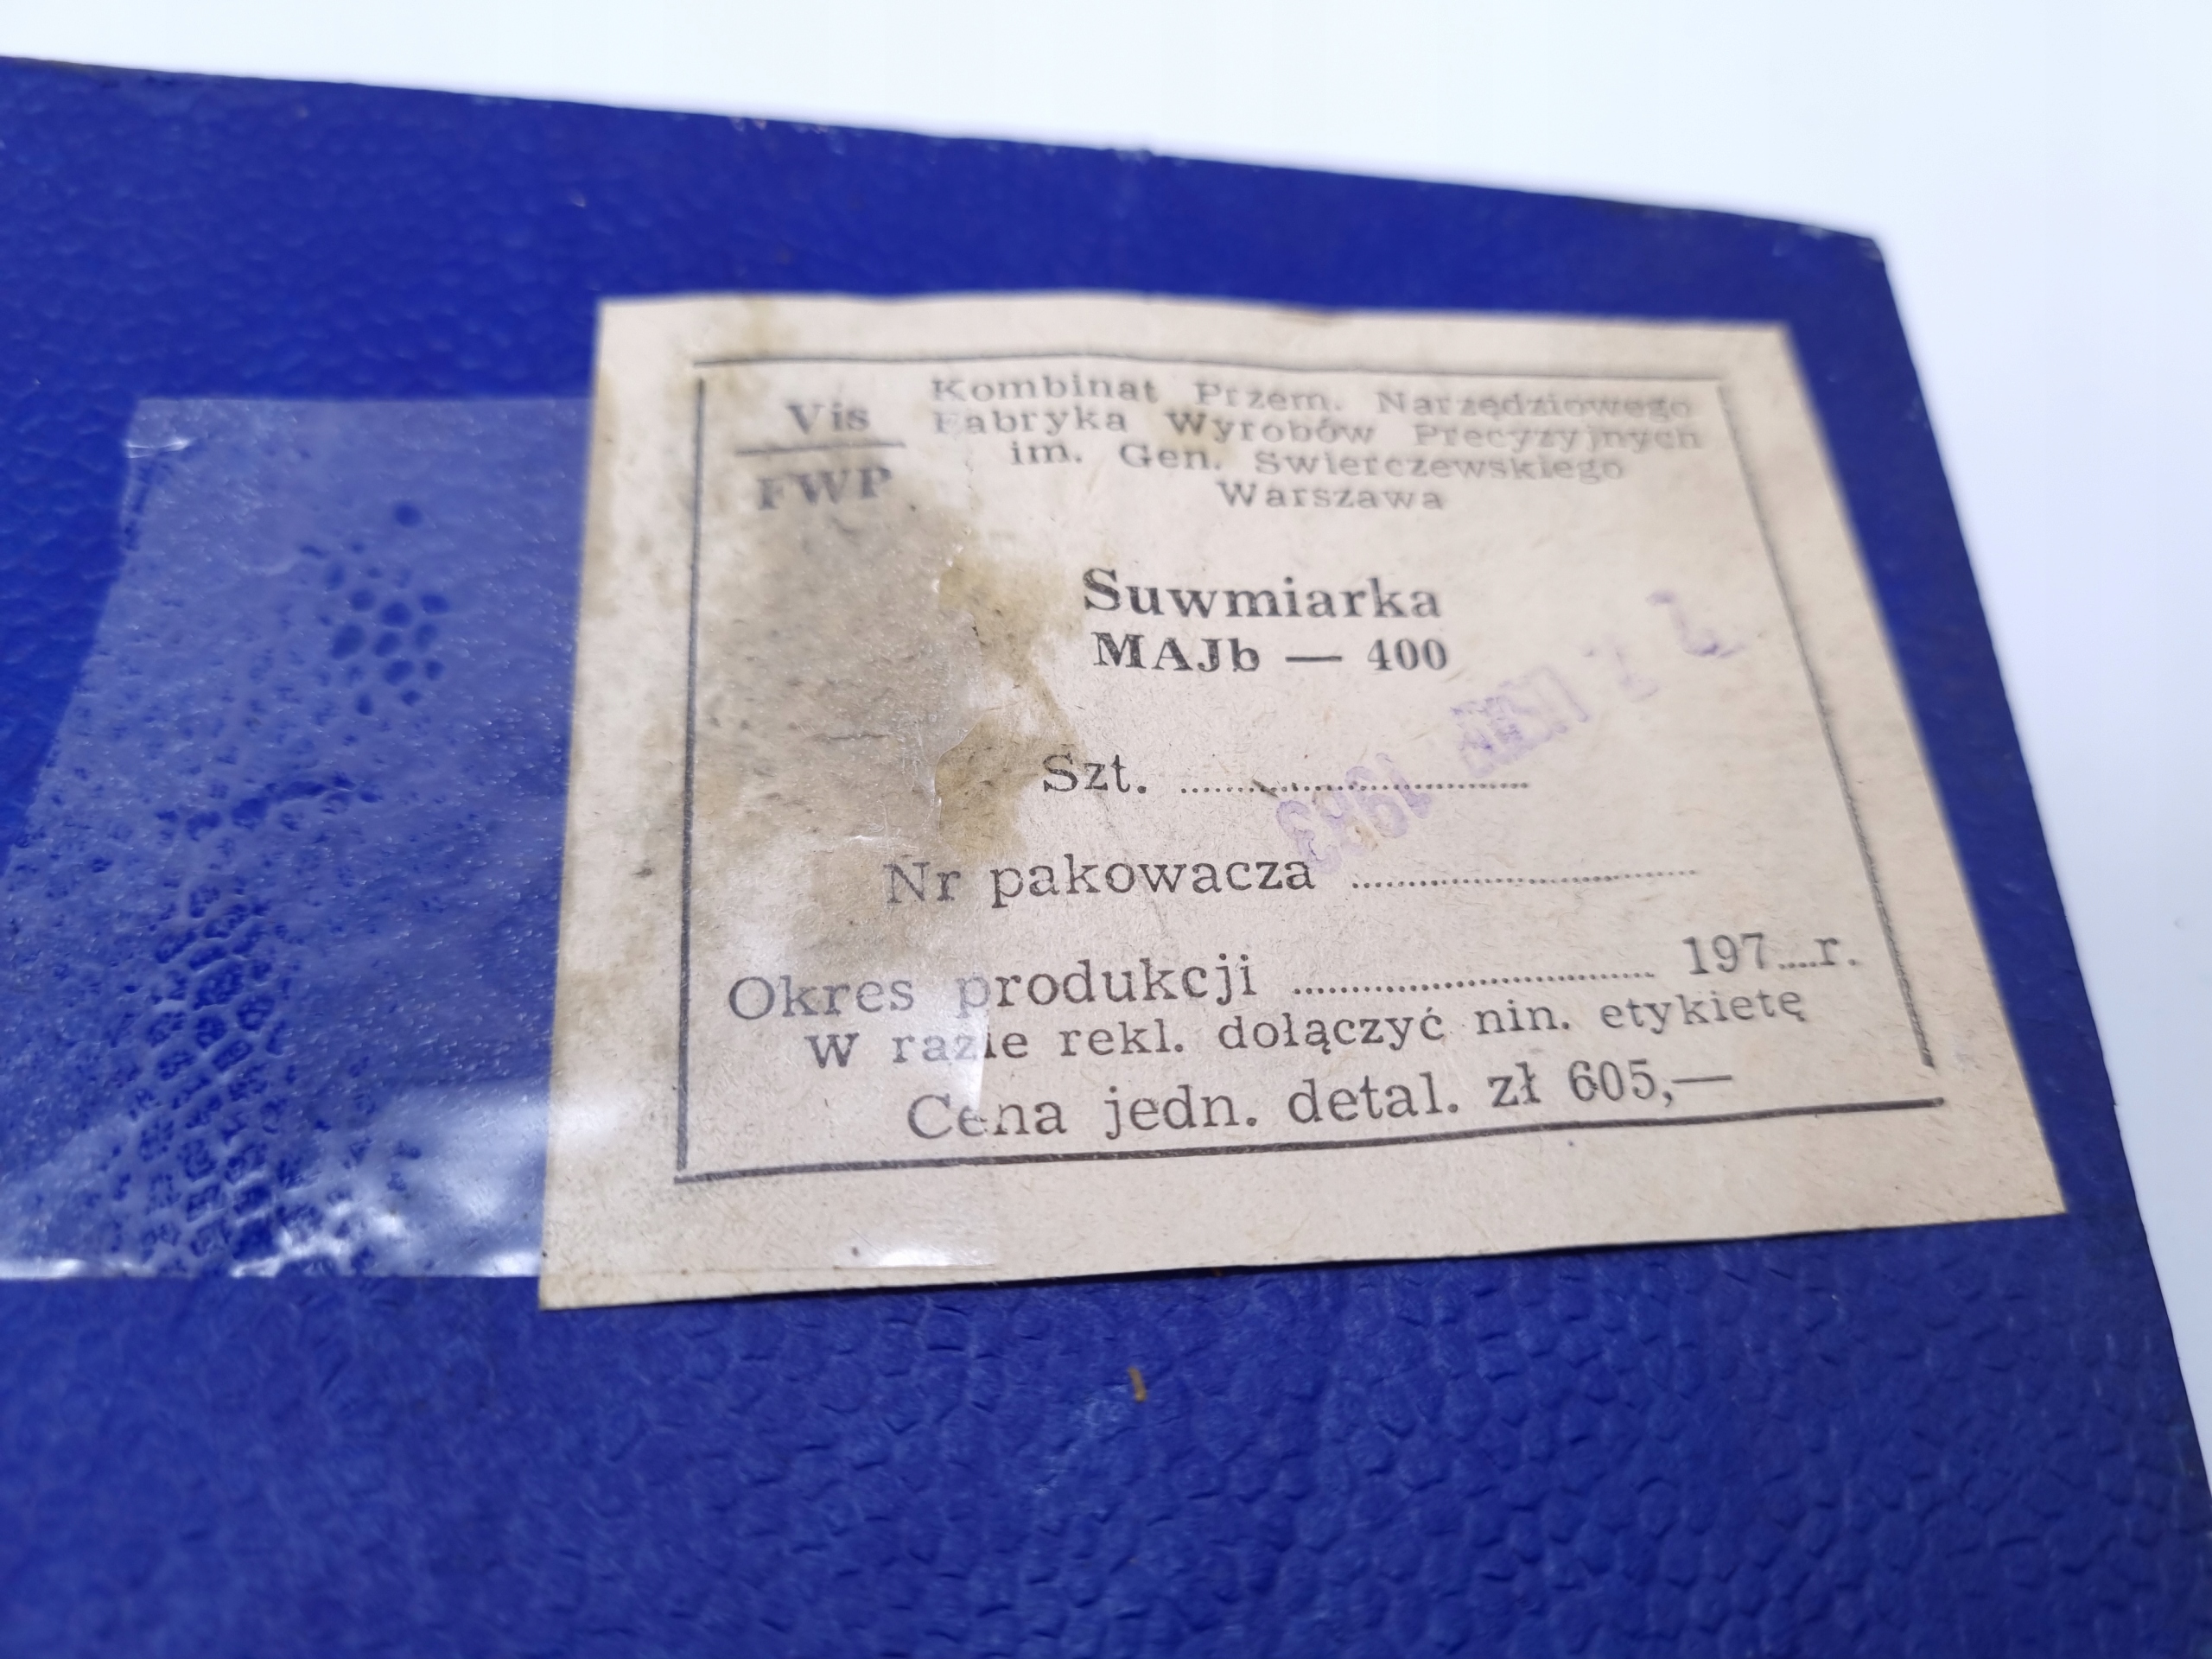 Vis
FWP
Kombinat Przem. Narzędziowego
Fabryka Wyrobów Precyzyjnych
im. Gen. Swierczewskiego
Warszawa
Suwmiarka
MAJb — 400
Szt. ........................
Nr pakowacza ........................
Okres produkcji ........................ 197....r.
W razie rekl. dołączyć nin. etykietę
Cena jedn. detal. zł 605,—
1983